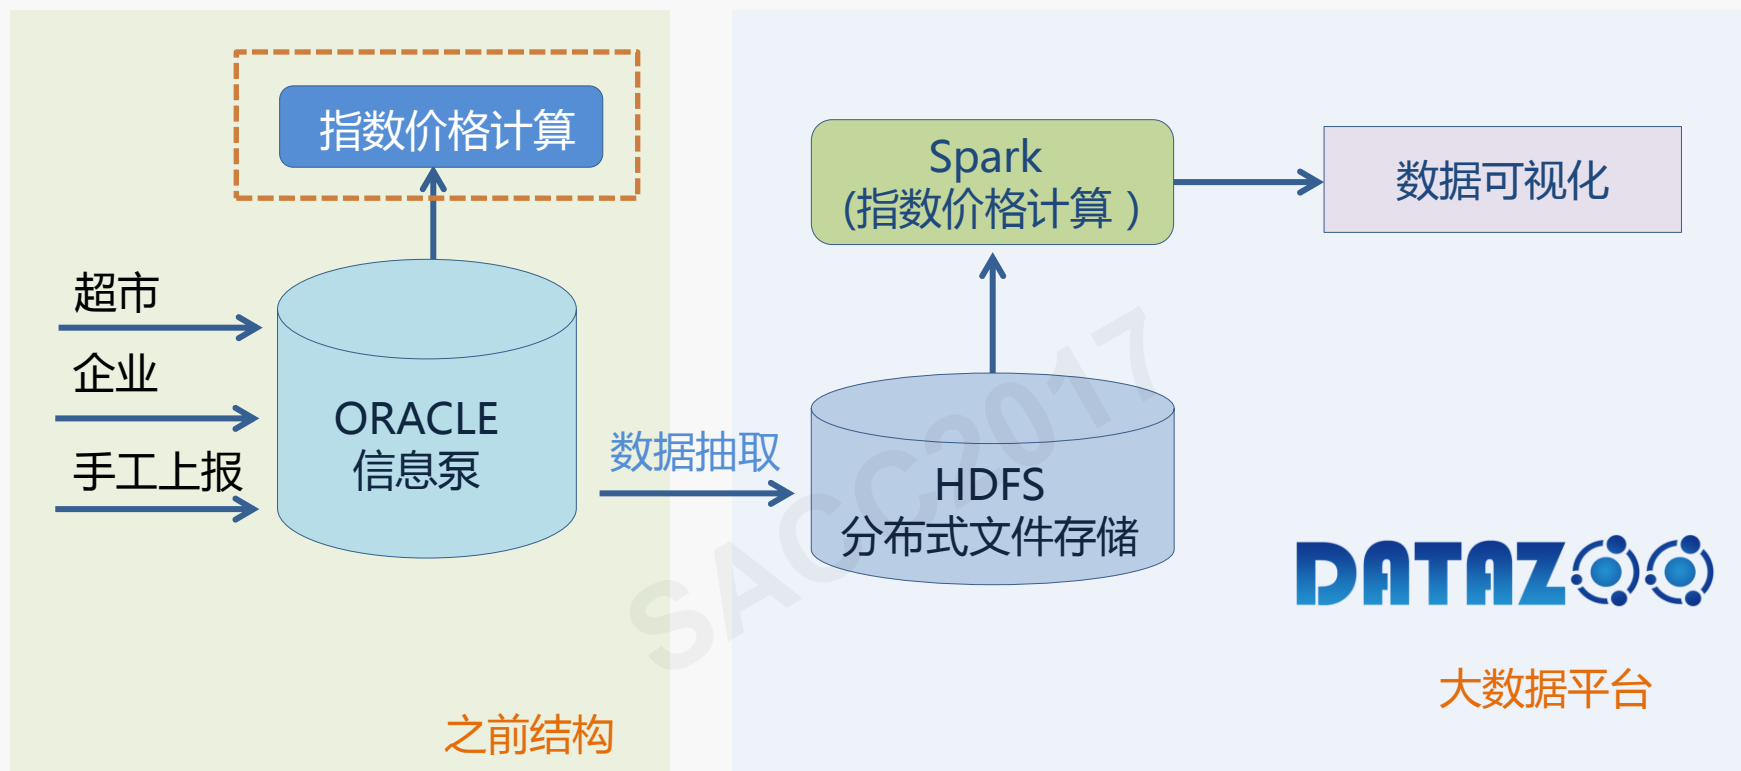 指数价格计算
超市
企业
手工上报
ORACLE
信息泵
之前结构
数据抽取
Spark
(指数价格计算）
数据可视化
HDFS
分布式文件存储
DATAZOO
大数据平台
SACC2017